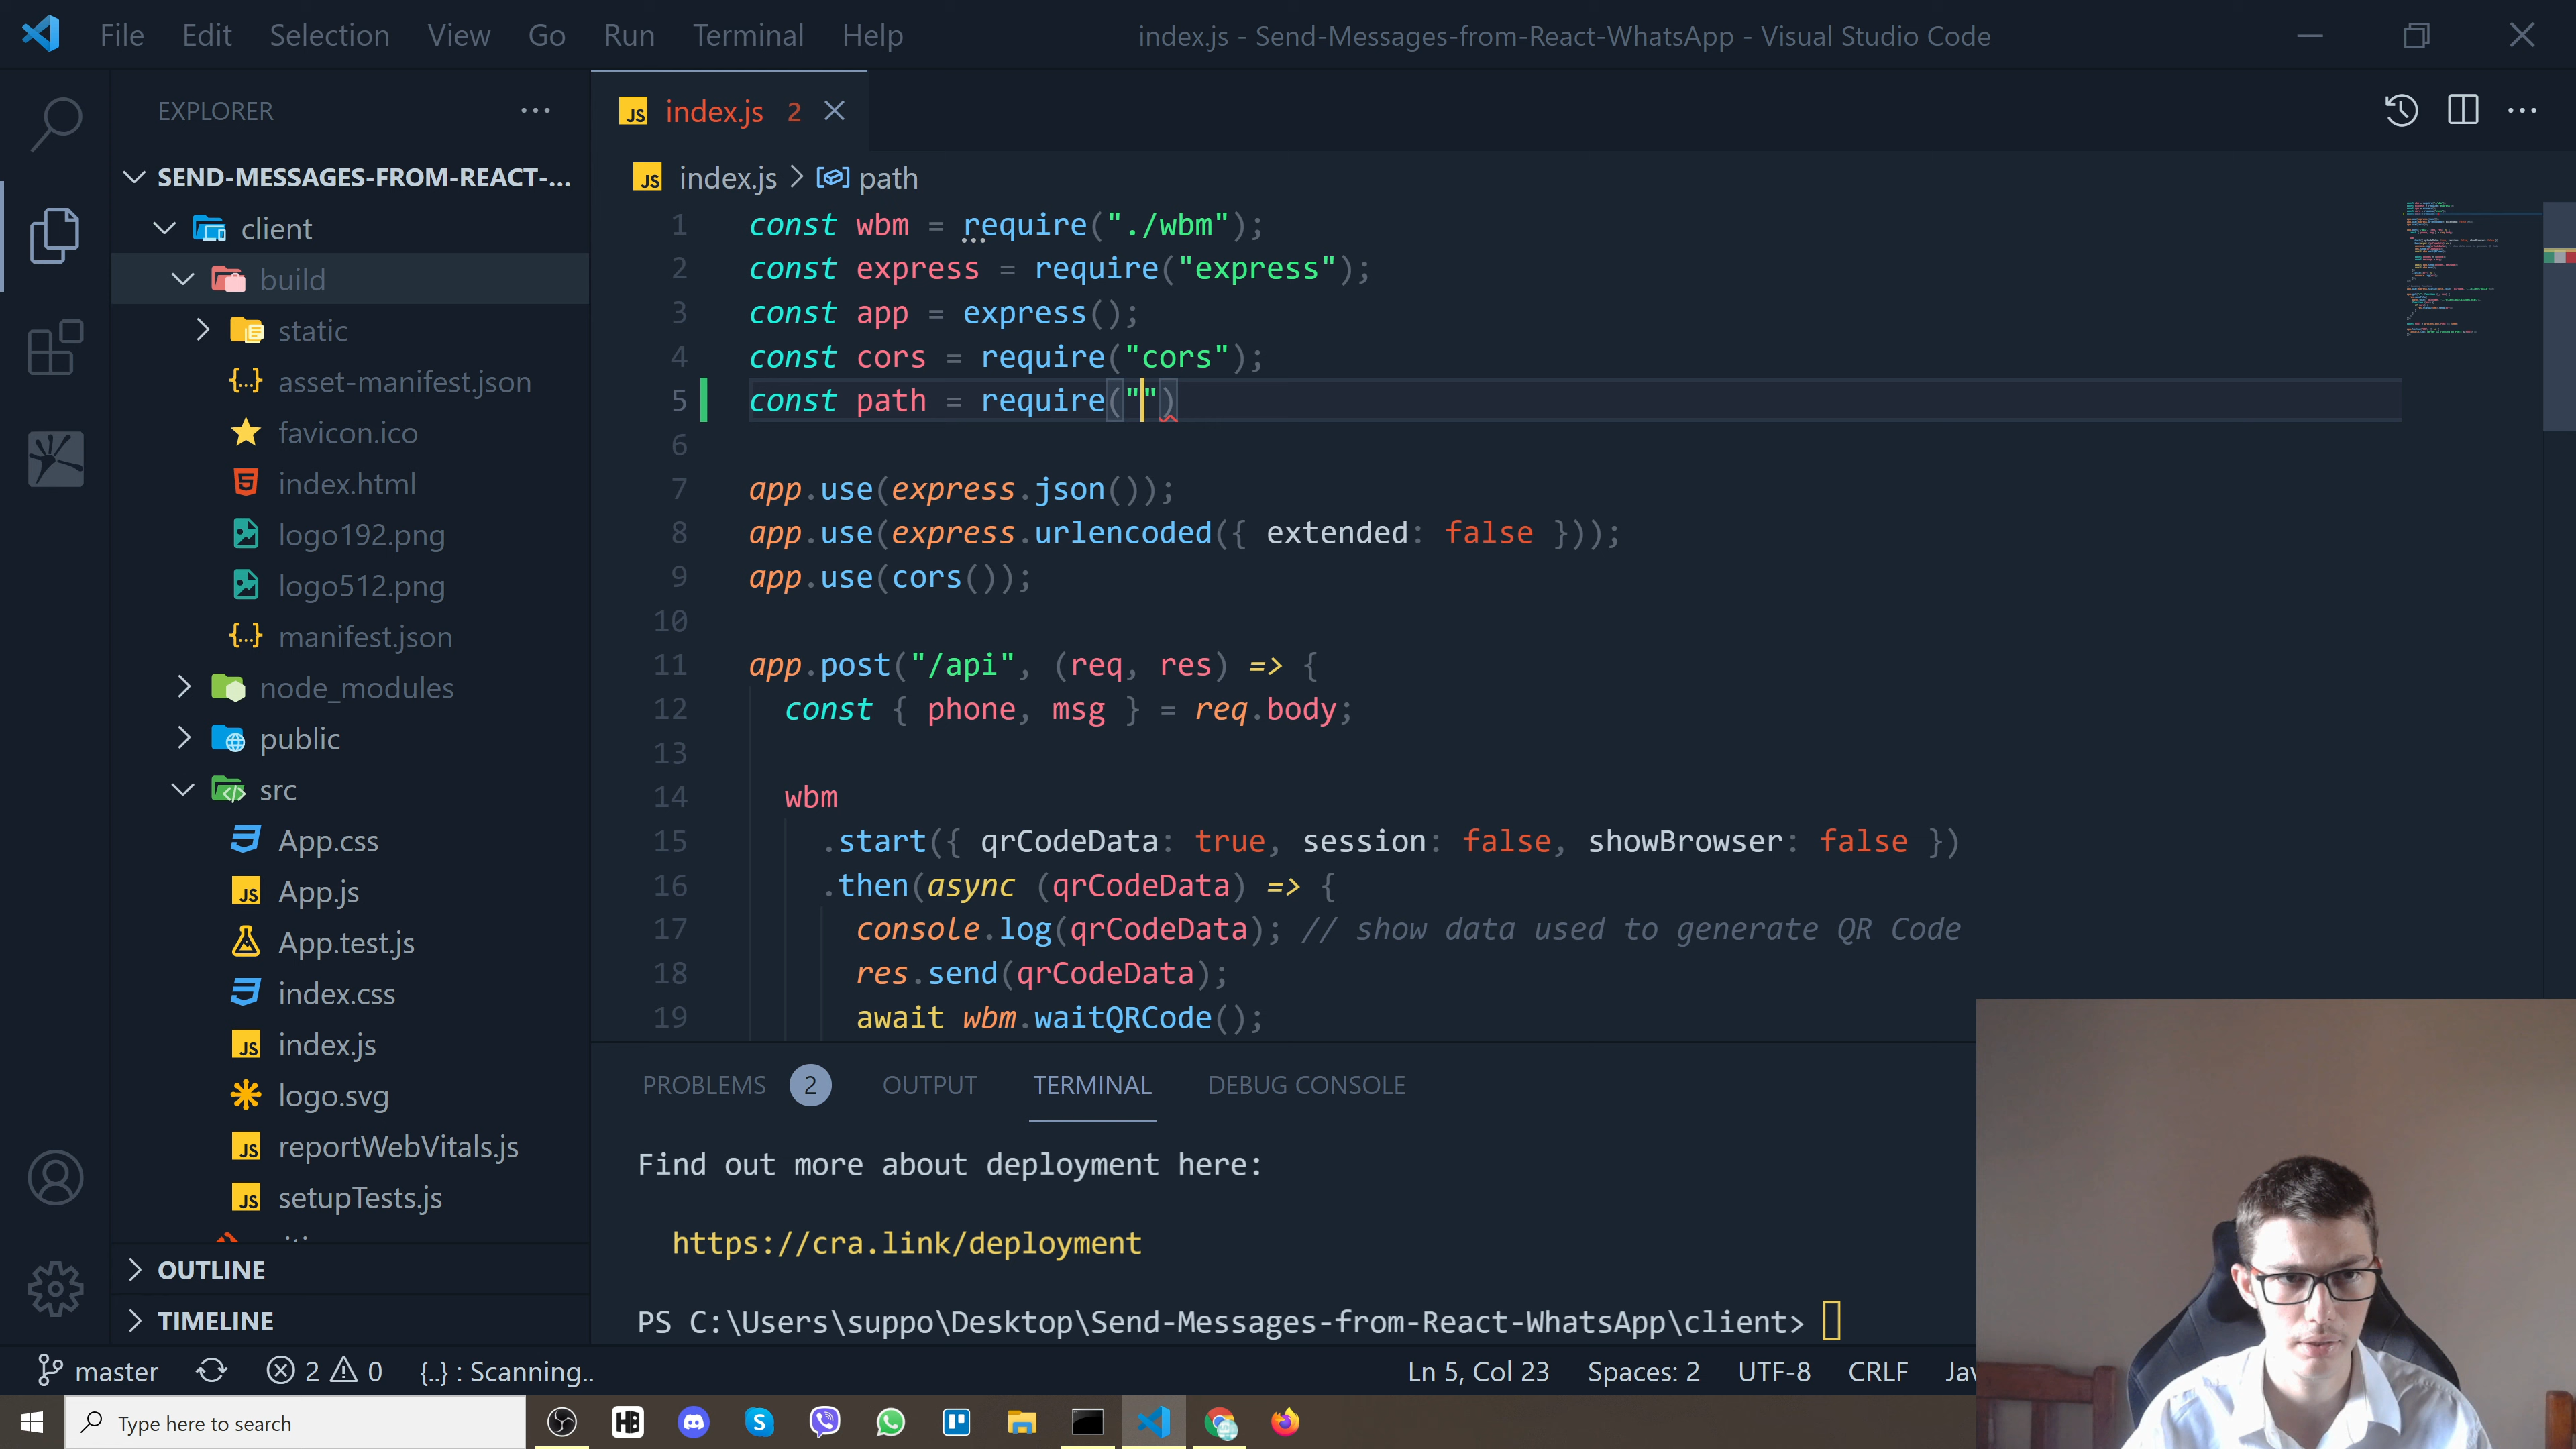 File Edit Selection View Go Run Terminal Help index.js - Send-Messages-from-React-WhatsApp - Visual Studio Code
EXPLORER
SEND-MESSAGES-FROM-REACT-...
client
build
static
asset-manifest.json
favicon.ico
index.html
logo192.png
logo512.png
manifest.json
node_modules
public
src
App.css
App.js
App.test.js
index.css
index.js
logo.svg
reportWebVitals.js
setupTests.js
OUTLINE
TIMELINE
JS index.js 2
JS index.js > path
1 const wbm = require("./wbm");
2 const express = require("express");
3 const app = express();
4 const cors = require("cors");
5 const path = require("")
6
7 app.use(express.json());
8 app.use(express.urlencoded({ extended: false }));
9 app.use(cors());
10
11 app.post("/api", (req, res) => {
12 const { phone, msg } = req.body;
13
14 wbm
15 .start({ qrCodeData: true, session: false, showBrowser: false })
16 .then(async (qrCodeData) => {
17 console.log(qrCodeData); // show data used to generate QR Code
18 res.send(qrCodeData);
19 await wbm.waitQRCode();
PROBLEMS 2 OUTPUT TERMINAL DEBUG CONSOLE
Find out more about deployment here:
https://cra.link/deployment
PS C:\Users\suppo\Desktop\Send-Messages-from-React-WhatsApp\client>
master 2 0 {..} : Scanning.. Ln 5, Col 23 Spaces: 2 UTF-8 CRLF Jav
Type here to search